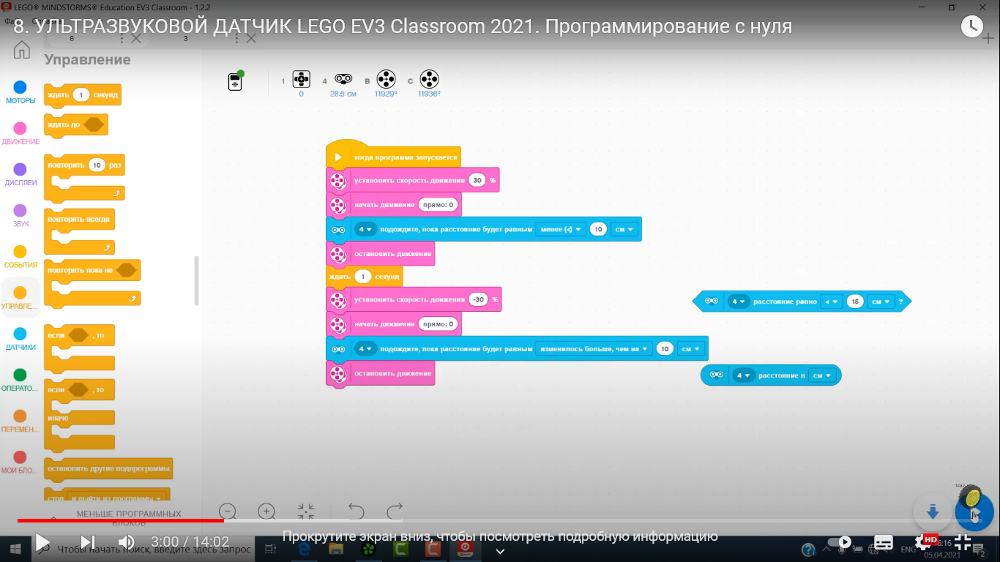 LEGO® MINDSTORMS® Education EV3 Classroom - 1.2.2
8. УЛЬТРАЗВУКОВОЙ ДАТЧИК LEGO EV3 Classroom 2021. Программирование с нуля
8
3
Управление
МОТОРЫ
ДВИЖЕНИЕ
ДИСПЛЕЙ
ЗВУК
СОБЫТИЯ
УПРАВЛЕ...
ДАТЧИКИ
ОПЕРАТО...
ПЕРЕМЕН...
МОИ БЛО...
ждать 1 секунд
ждать до
повторить 10 раз
повторять всегда
повторять пока не
если , то
если , то
иначе
остановить другие подпрограммы
стоп и выйти из программы
МЕНЬШЕ ПРОГРАММНЫХ
БЛОКОВ
1 4 B C
0 28.6 см 11929° 11936°
когда программа запускается
установить скорость движения 30 %
начать движение прямо: 0
4 подождите, пока расстояние будет равным менее (<) 10 см
остановить движение
ждать 1 секунд
установить скорость движения -30 %
начать движение прямо: 0
4 подождите, пока расстояние будет равным изменилось больше, чем на 10 см
остановить движение
4 расстояние равно < 15 см ?
4 расстояние в см
Прокрутите экран вниз, чтобы посмотреть подробную информацию
3:00 / 14:02
HD
Чтобы начать поиск, введите здесь запрос
ENG
05.04.2021
2